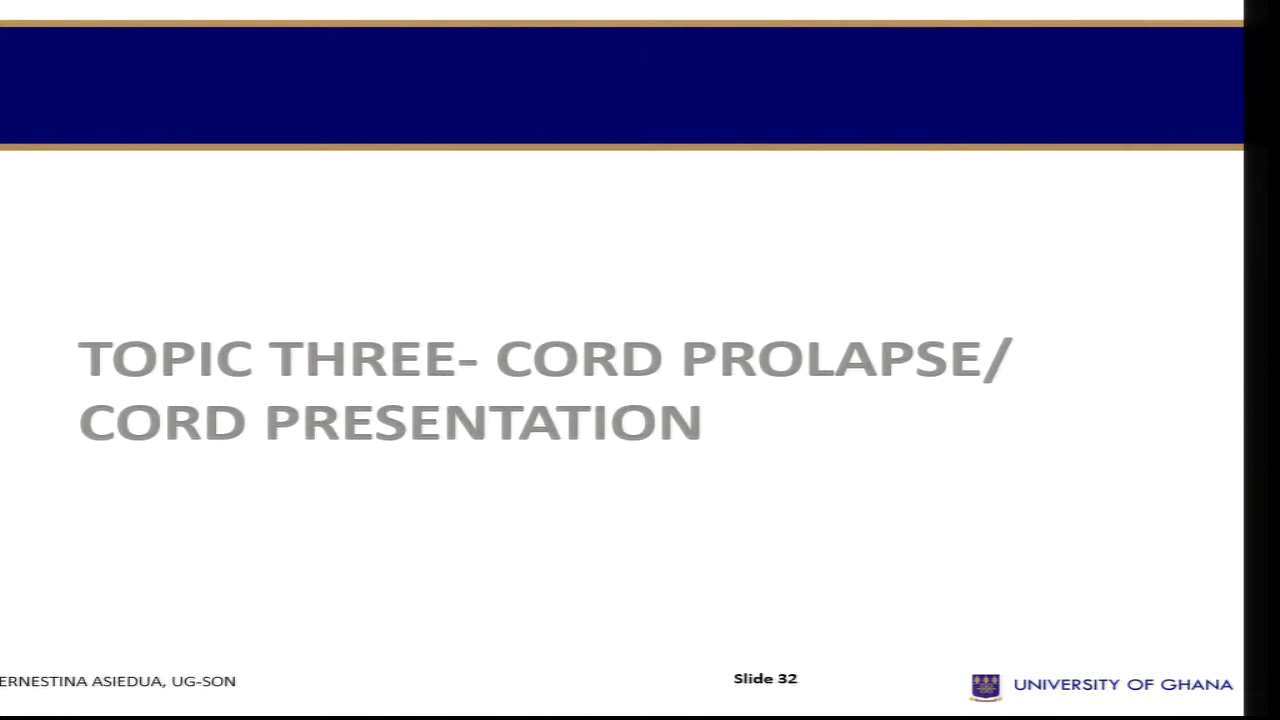 TOPIC THREE- CORD PROLAPSE/
CORD PRESENTATION
ERNESTINA ASIEDUA, UG-SON
Slide 32
UNIVERSITY OF GHANA